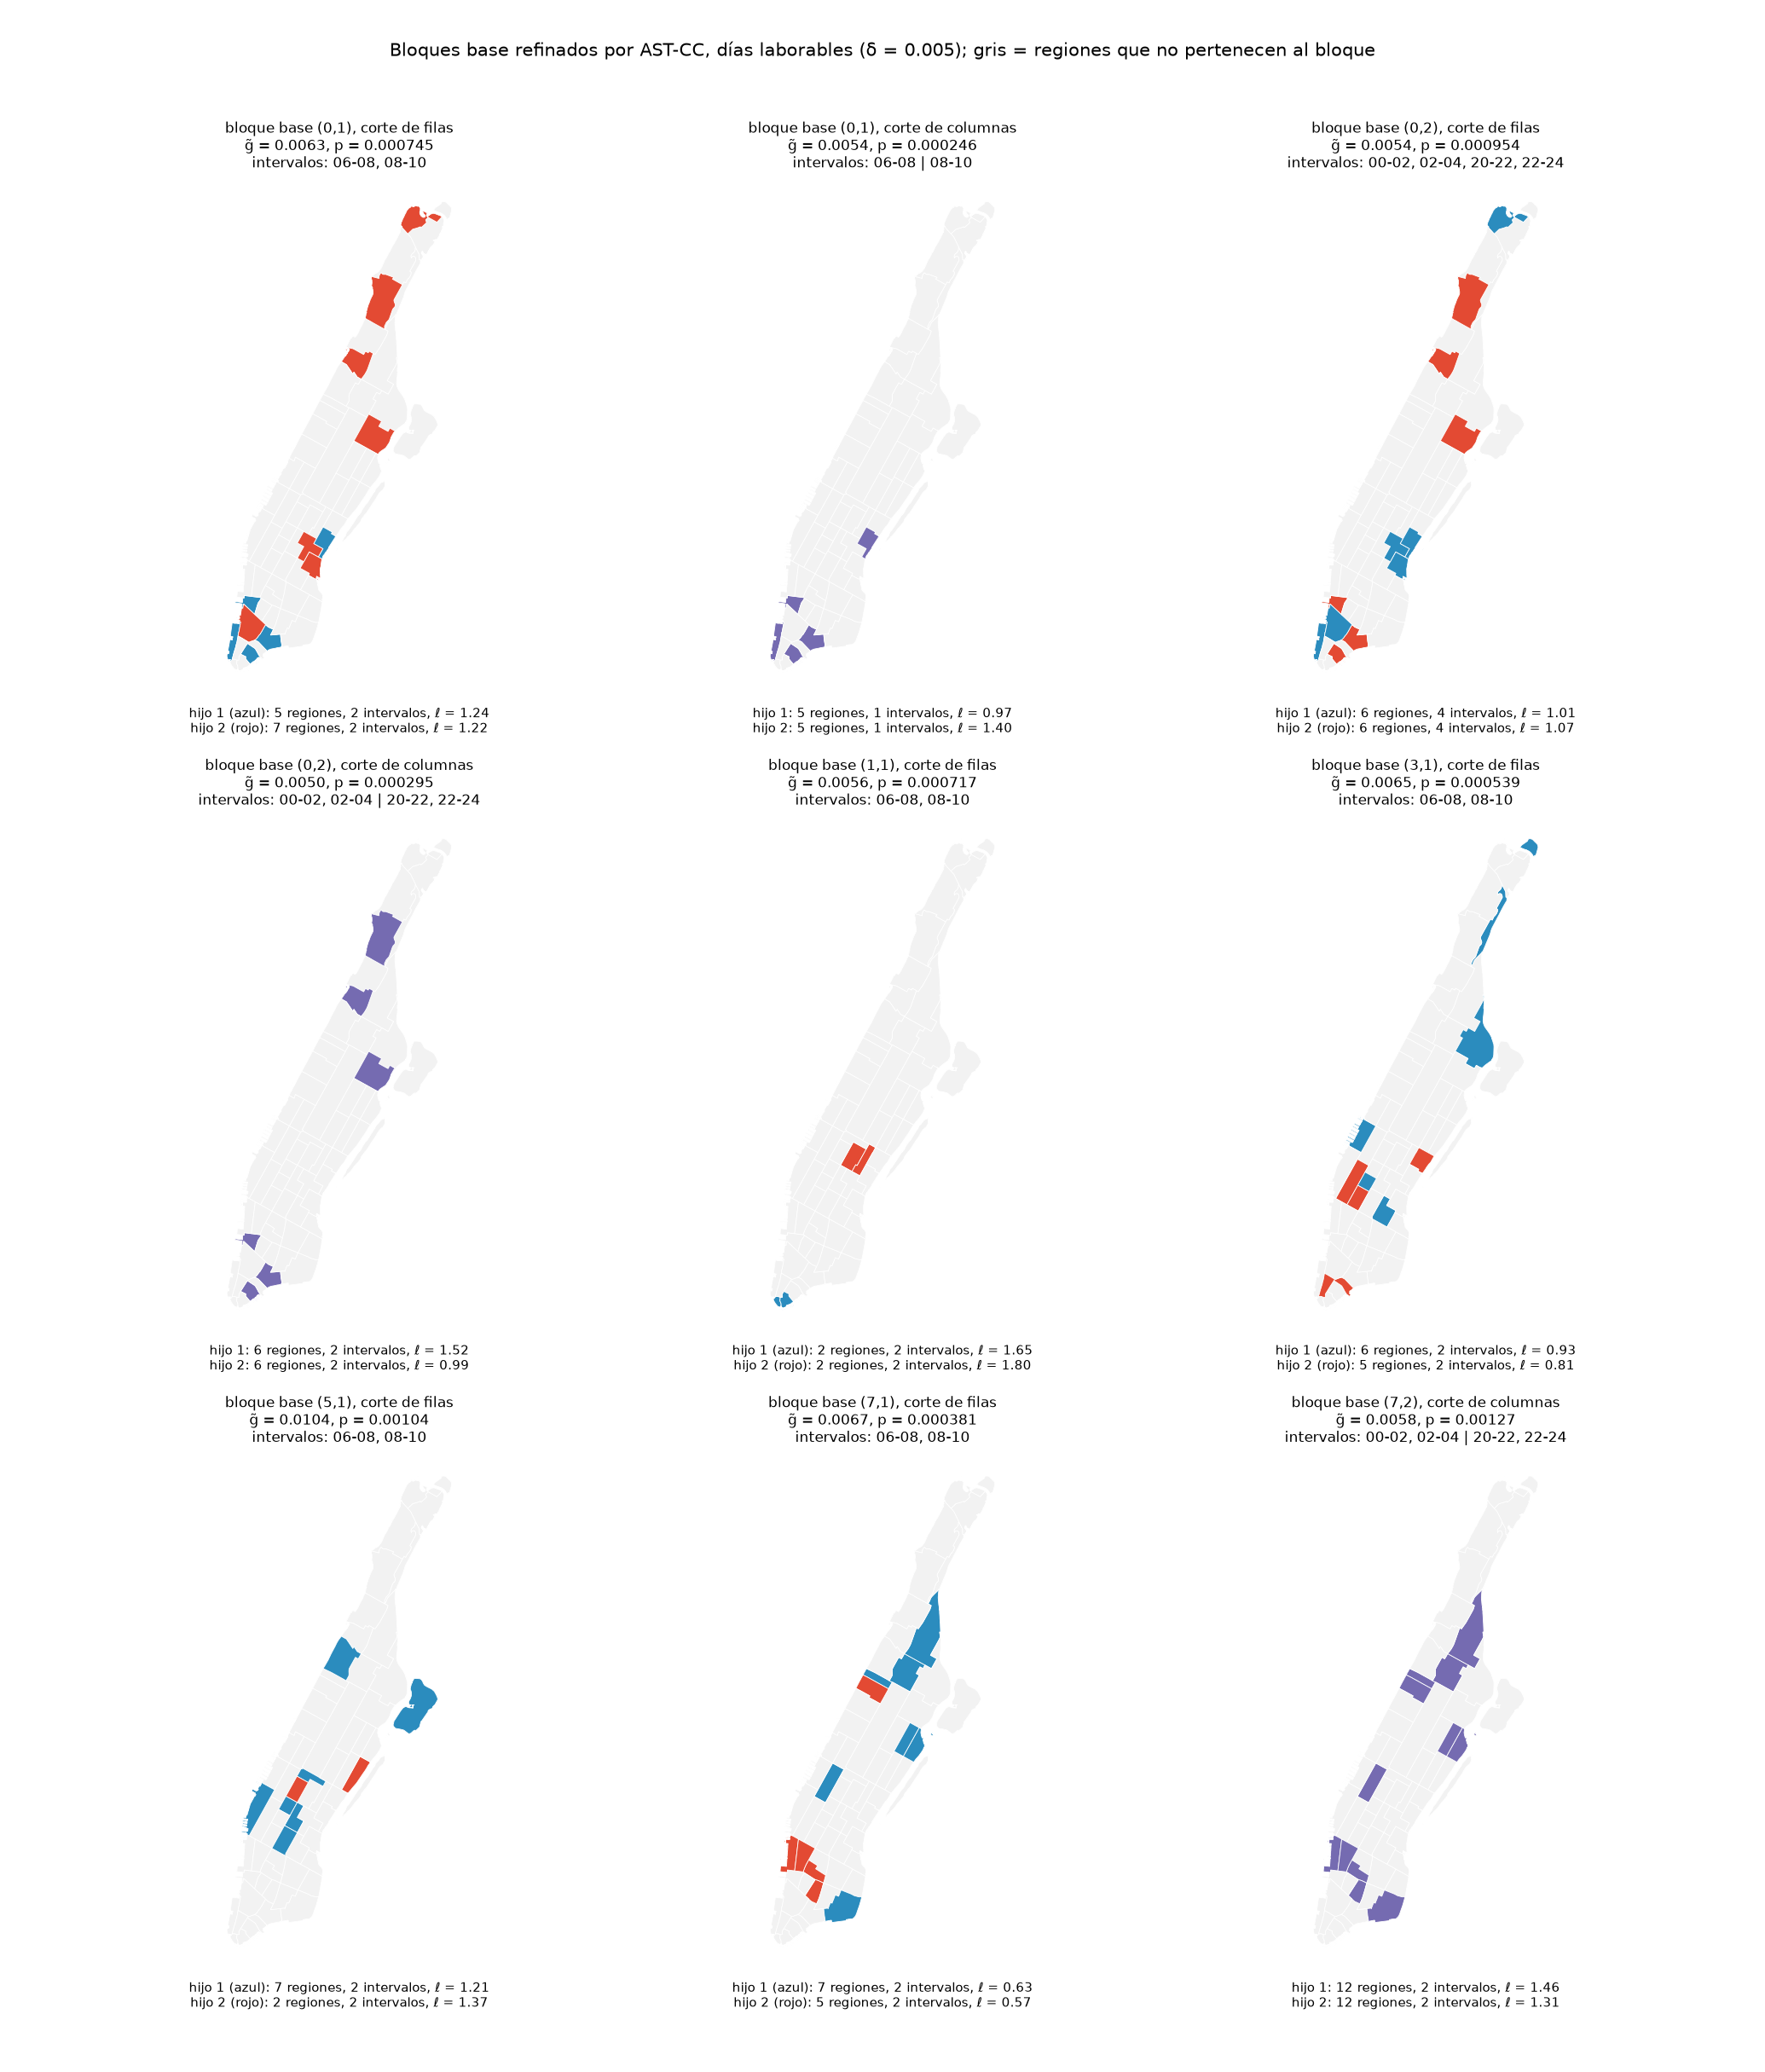 Bloques base refinados por AST-CC, días laborables (δ = 0.005); gris = regiones que no pertenecen al bloque
bloque base (0,1), corte de filas
g̃ = 0.0063, p = 0.000745
intervalos: 06-08, 08-10
bloque base (0,1), corte de columnas
g̃ = 0.0054, p = 0.000246
intervalos: 06-08 | 08-10
bloque base (0,2), corte de filas
g̃ = 0.0054, p = 0.000954
intervalos: 00-02, 02-04, 20-22, 22-24
hijo 1 (azul): 5 regiones, 2 intervalos, ℓ = 1.24
hijo 2 (rojo): 7 regiones, 2 intervalos, ℓ = 1.22
hijo 1: 5 regiones, 1 intervalos, ℓ = 0.97
hijo 2: 5 regiones, 1 intervalos, ℓ = 1.40
hijo 1 (azul): 6 regiones, 4 intervalos, ℓ = 1.01
hijo 2 (rojo): 6 regiones, 4 intervalos, ℓ = 1.07
bloque base (0,2), corte de columnas
g̃ = 0.0050, p = 0.000295
intervalos: 00-02, 02-04 | 20-22, 22-24
bloque base (1,1), corte de filas
g̃ = 0.0056, p = 0.000717
intervalos: 06-08, 08-10
bloque base (3,1), corte de filas
g̃ = 0.0065, p = 0.000539
intervalos: 06-08, 08-10
hijo 1: 6 regiones, 2 intervalos, ℓ = 1.52
hijo 2: 6 regiones, 2 intervalos, ℓ = 0.99
hijo 1 (azul): 2 regiones, 2 intervalos, ℓ = 1.65
hijo 2 (rojo): 2 regiones, 2 intervalos, ℓ = 1.80
hijo 1 (azul): 6 regiones, 2 intervalos, ℓ = 0.93
hijo 2 (rojo): 5 regiones, 2 intervalos, ℓ = 0.81
bloque base (5,1), corte de filas
g̃ = 0.0104, p = 0.00104
intervalos: 06-08, 08-10
bloque base (7,1), corte de filas
g̃ = 0.0067, p = 0.000381
intervalos: 06-08, 08-10
bloque base (7,2), corte de columnas
g̃ = 0.0058, p = 0.00127
intervalos: 00-02, 02-04 | 20-22, 22-24
hijo 1 (azul): 7 regiones, 2 intervalos, ℓ = 1.21
hijo 2 (rojo): 2 regiones, 2 intervalos, ℓ = 1.37
hijo 1 (azul): 7 regiones, 2 intervalos, ℓ = 0.63
hijo 2 (rojo): 5 regiones, 2 intervalos, ℓ = 0.57
hijo 1: 12 regiones, 2 intervalos, ℓ = 1.46
hijo 2: 12 regiones, 2 intervalos, ℓ = 1.31